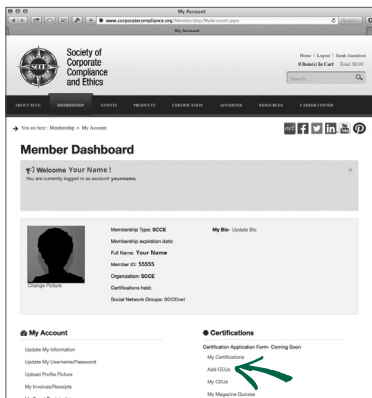 My Account
www.corporatecompliance.org/Membership/MyAccount.aspx
Reader
My Account
SCCE
Society of
Corporate
Compliance
and Ethics
Home | Logout | Sarah Anondson
0 Item(s) In Cart Total: $0.00
Search...
ABOUT SCCE MEMBERSHIP EVENTS PRODUCTS CERTIFICATION ADVERTISE RESOURCES CAREER CENTER
You are here : Membership > My Account
Member Dashboard
Welcome Your Name !
You are currently logged in as account yourname
Membership Type: SCCE
My Bio- Update Bio
Membership expiration date:
Full Name: Your Name
Member ID: 55555
Organization: SCCE
Certifications held:
Social Network Groups: SCCEnet
Change Picture
My Account
Update My Information
Update My Username/Password
Upload Profile Picture
My Invoices/Receipts
Certifications
Certification Application Form- Coming Soon
My Certifications
Add CEUs
My CEUs
My Magazine Quizzes